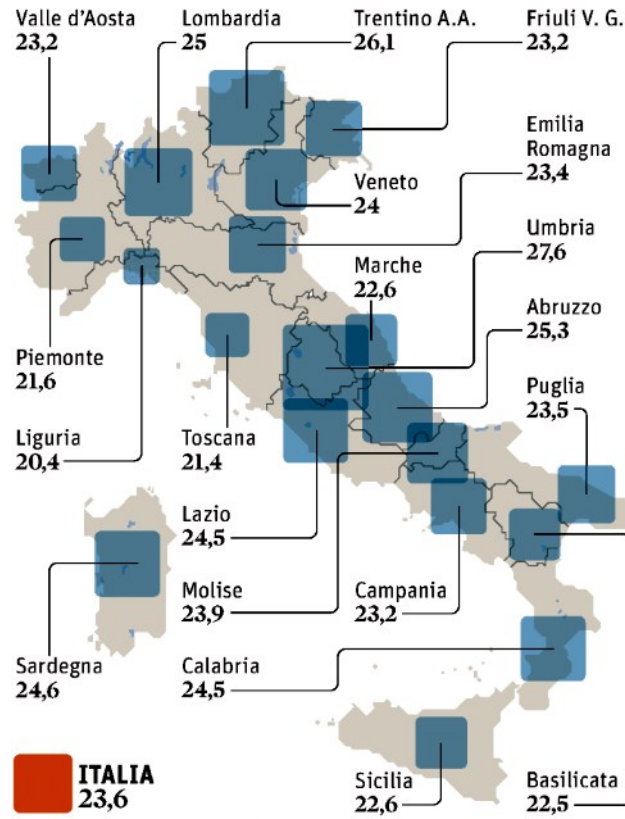 Valle d'Aosta
23,2
Lombardia
25
Trentino A.A.
26,1
Friuli V. G.
23,2
Emilia
Romagna
23,4
Veneto
24
Umbria
27,6
Marche
22,6
Abruzzo
25,3
Piemonte
21,6
Puglia
23,5
Liguria
20,4
Toscana
21,4
Lazio
24,5
Molise
23,9
Campania
23,2
Sardegna
24,6
Calabria
24,5
ITALIA
23,6
Sicilia
22,6
Basilicata
22,5